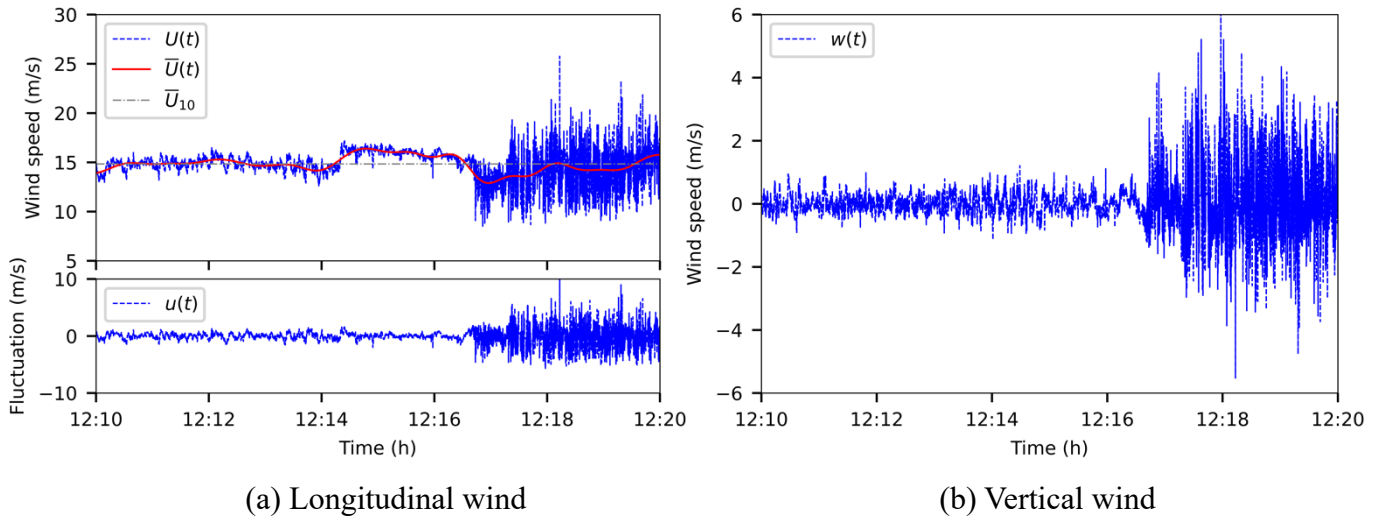 Wind speed (m/s)
30
25
20
15
10
5
U(t)
U̅(t)
U̅₁₀
Fluctuation (m/s)
10
0
−10
u(t)
12:10 12:12 12:14 12:16 12:18 12:20
Time (h)
(a) Longitudinal wind
Wind speed (m/s)
6
4
2
0
−2
−4
−6
w(t)
12:10 12:12 12:14 12:16 12:18 12:20
Time (h)
(b) Vertical wind